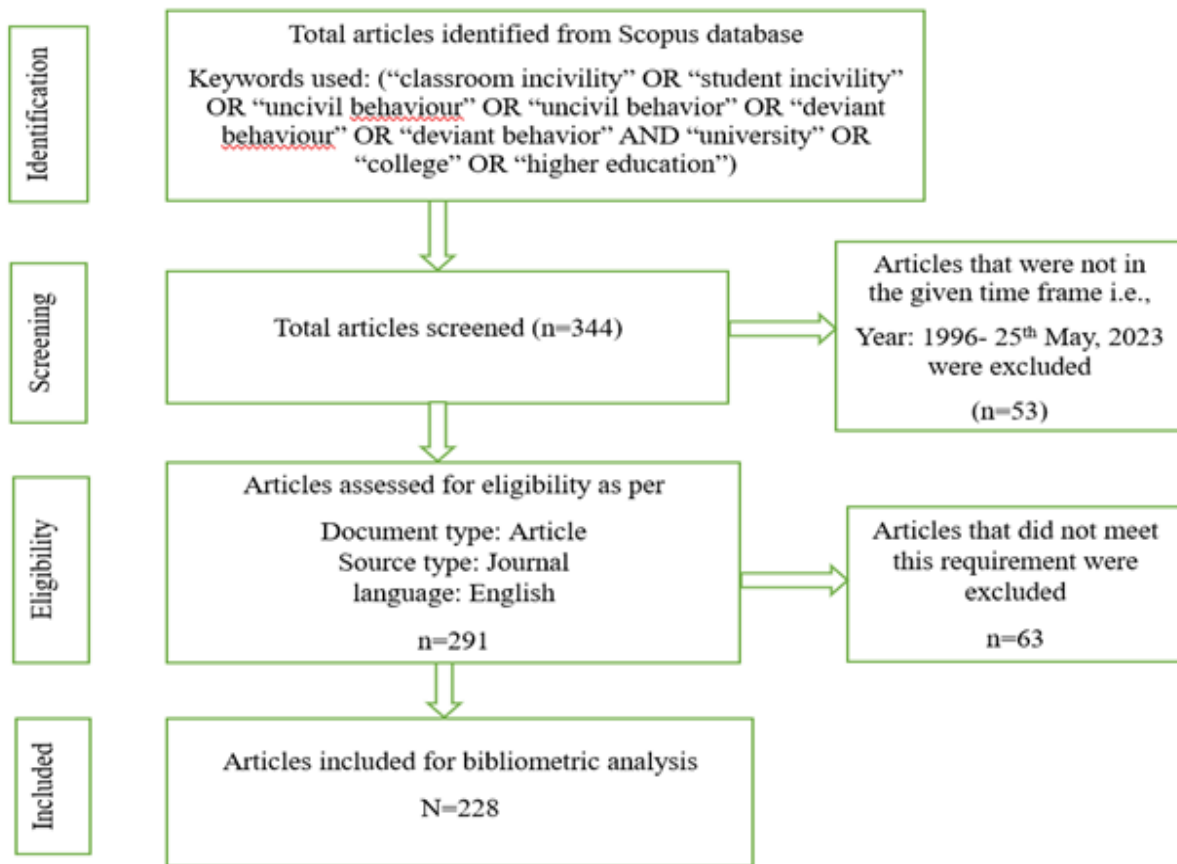 Identification
Total articles identified from Scopus database
Keywords used: (“classroom incivility” OR “student incivility”
OR “uncivil behaviour” OR “uncivil behavior” OR “deviant
behaviour” OR “deviant behavior” AND “university” OR
“college” OR “higher education”)
Screening
Total articles screened (n=344)
Articles that were not in
the given time frame i.e.,
Year: 1996- 25th May, 2023
were excluded
(n=53)
Eligibility
Articles assessed for eligibility as per
Document type: Article
Source type: Journal
language: English
n=291
Articles that did not meet
this requirement were
excluded
n=63
Included
Articles included for bibliometric analysis
N=228